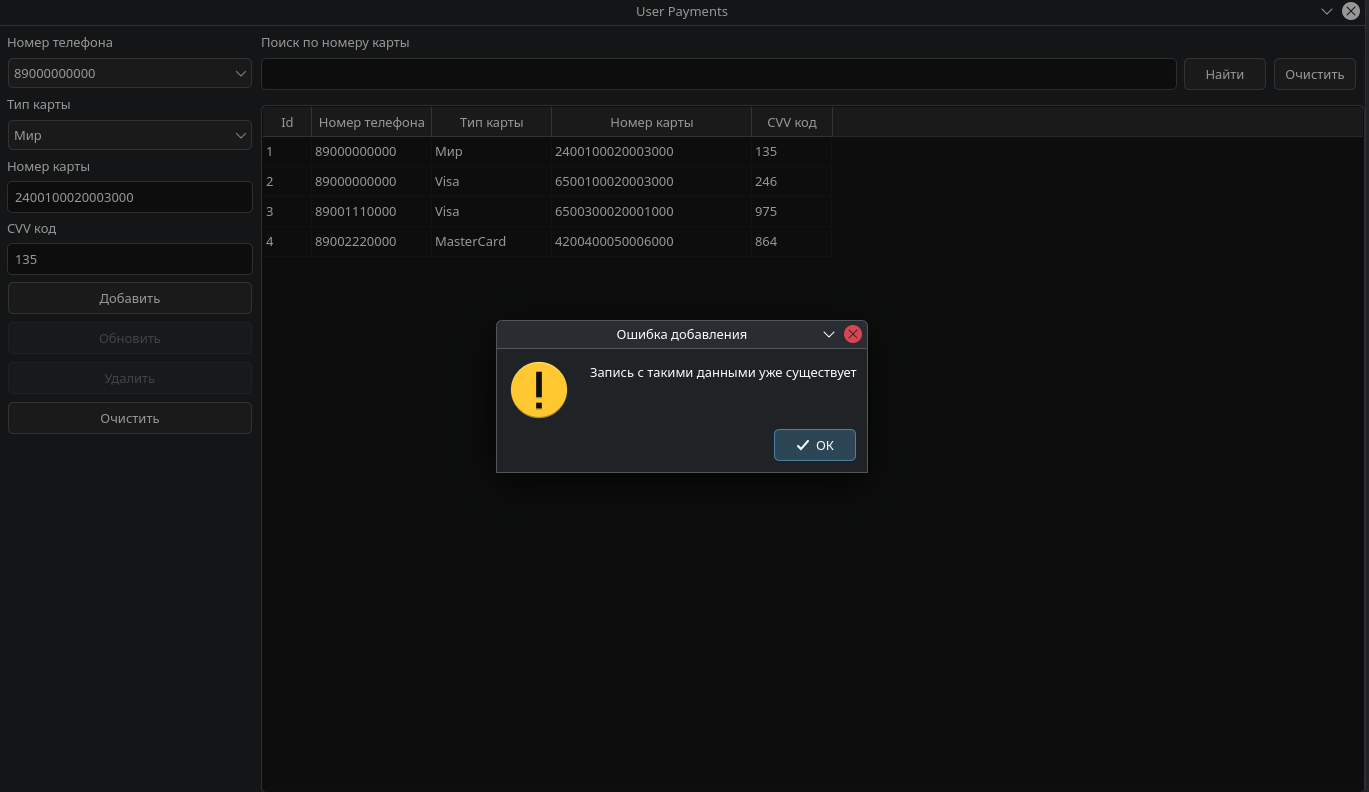 User Payments
Номер телефона
89000000000
Тип карты
Мир
Номер карты
2400100020003000
CVV код
135
Добавить
Обновить
Удалить
Очистить
Поиск по номеру карты
Найти Очистить
Id Номер телефона Тип карты Номер карты CVV код
1 89000000000 Мир 2400100020003000 135
2 89000000000 Visa 6500100020003000 246
3 89001110000 Visa 6500300020001000 975
4 89002220000 MasterCard 4200400050006000 864
Ошибка добавления
Запись с такими данными уже существует
ОК